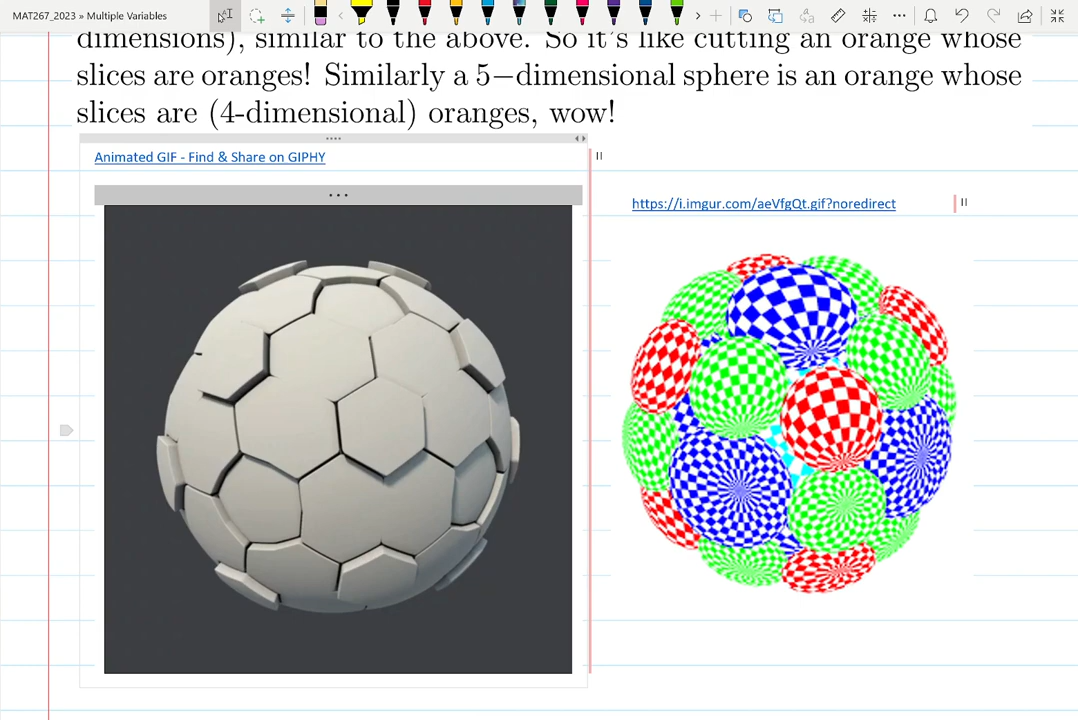 MAT267_2023 » Multiple Variables
dimensions), similar to the above. So it's like cutting an orange whose
slices are oranges! Similarly a 5−dimensional sphere is an orange whose
slices are (4-dimensional) oranges, wow!
Animated GIF - Find & Share on GIPHY
https://i.imgur.com/aeVfgQt.gif?noredirect